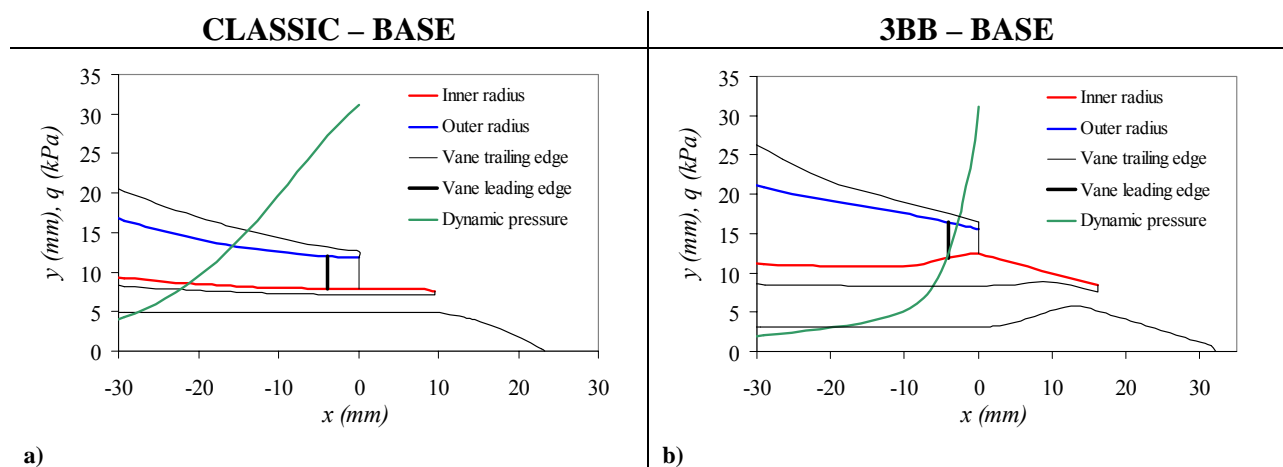 CLASSIC – BASE
35
30
25
20
15
10
5
0
y (mm), q (kPa)
Inner radius
Outer radius
Vane trailing edge
Vane leading edge
Dynamic pressure
-30 -20 -10 0 10 20 30
x (mm)
a)
3BB – BASE
35
30
25
20
15
10
5
0
y (mm), q (kPa)
Inner radius
Outer radius
Vane trailing edge
Vane leading edge
Dynamic pressure
-30 -20 -10 0 10 20 30
x (mm)
b)